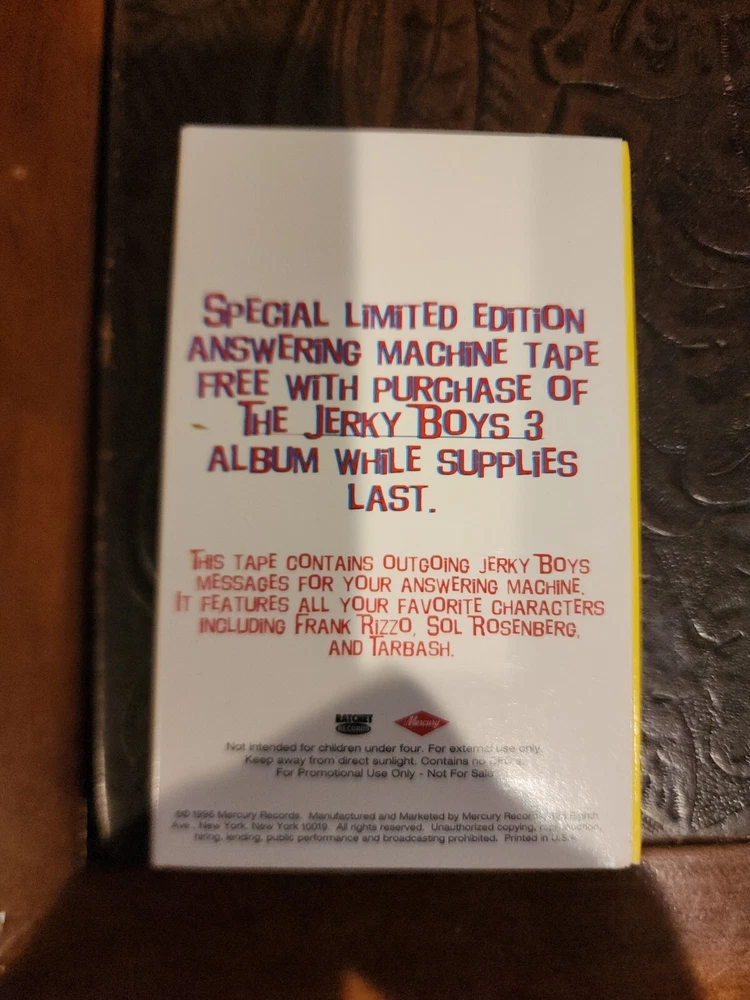 SPECIAL LiMiTED EDiTiON
ANSWERiNG MACHiNE TAPE
FREE WiTH PURCHASE OF
THE JERKY BOYS 3
ALBUM WHiLE SUPPLiES
LAST.
THiS TAPE CONTAiNS OUTGOiNG JERKY BOYS
MESSAGES FOR YOUR ANSWERiNG MACHiNE.
IT FEATURES ALL YOUR FAVORiTE CHARACTERS
iNCLUDiNG FRANK RiZZO, SOL ROSENBERG,
AND TARBASH.
RATCHET
RECORDS
Mercury
Not intended for children under four. For external use only.
Keep away from direct sunlight. Contains no
For Promotional Use Only - Not For Sale
℗© 1996 Mercury Records. Manufactured and Marketed by Mercury Records, Eighth
Ave., New York, New York 10019. All rights reserved. Unauthorized copying, reproduction,
hiring, lending, public performance and broadcasting prohibited. Printed in U.S.A.